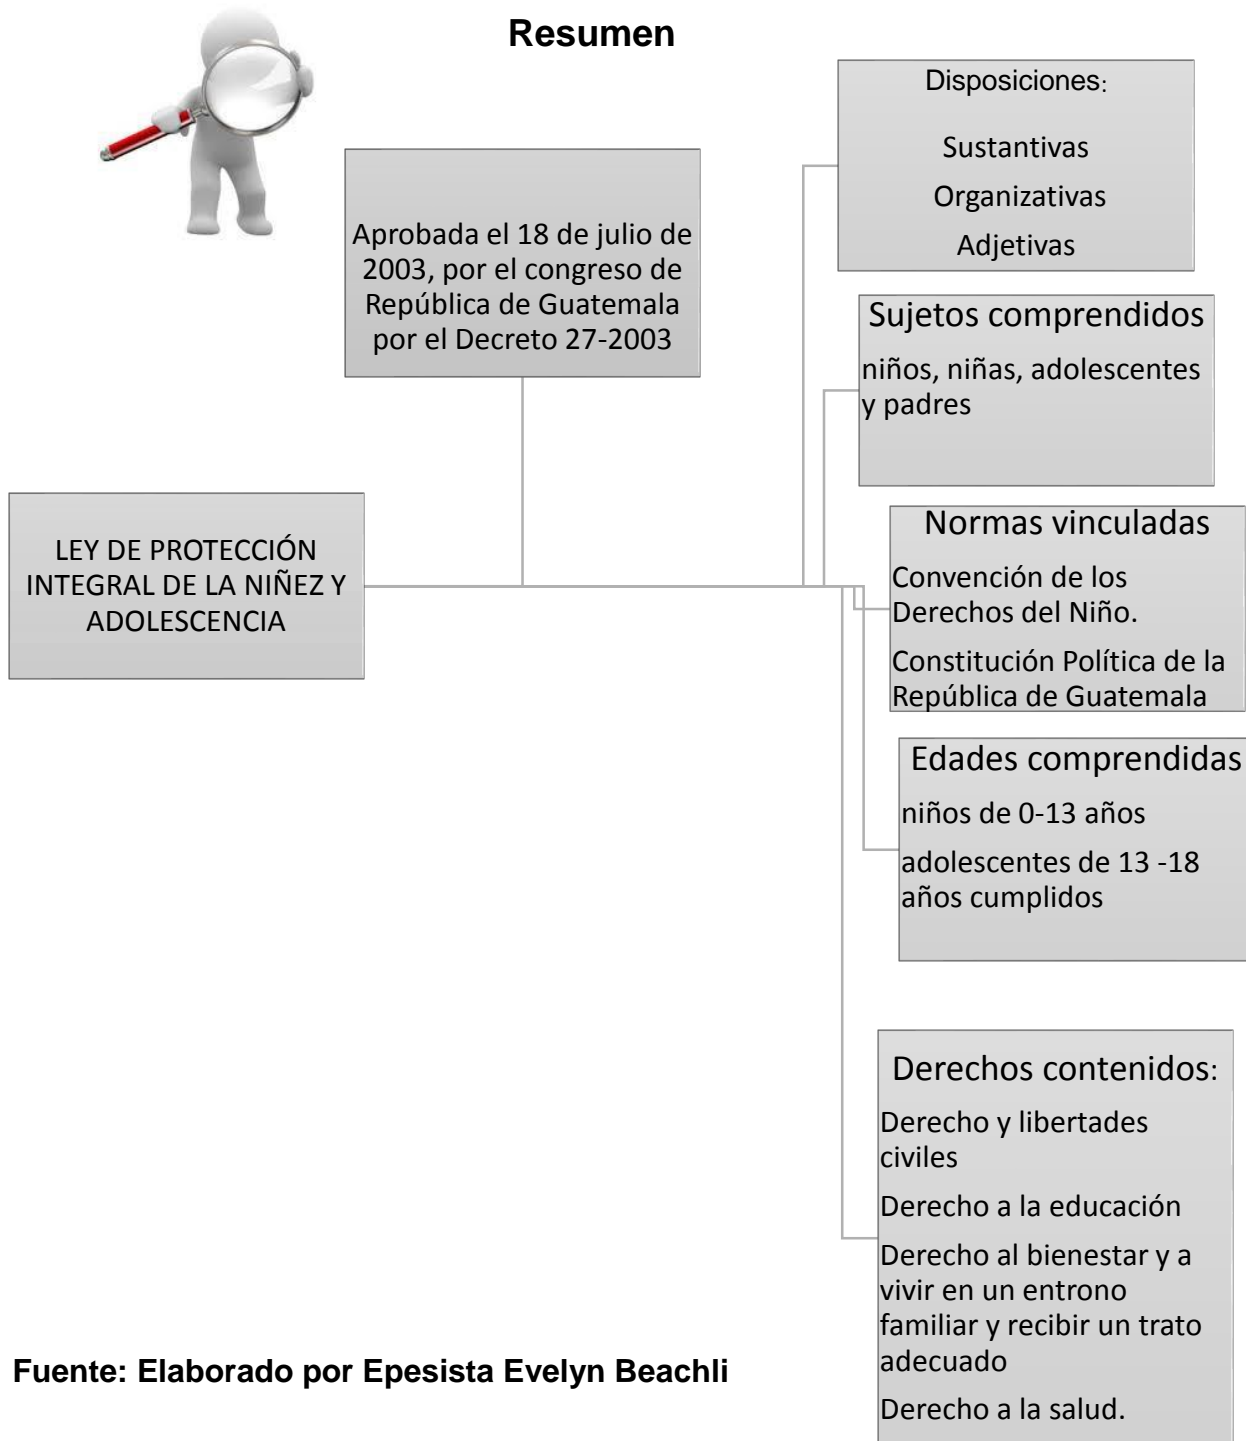 Resumen
Aprobada el 18 de julio de
2003, por el congreso de
República de Guatemala
por el Decreto 27-2003
LEY DE PROTECCIÓN
INTEGRAL DE LA NIÑEZ Y
ADOLESCENCIA
Disposiciones:
Sustantivas
Organizativas
Adjetivas
Sujetos comprendidos
niños, niñas, adolescentes
y padres
Normas vinculadas
Convención de los
Derechos del Niño.
Constitución Política de la
República de Guatemala
Edades comprendidas
niños de 0-13 años
adolescentes de 13 -18
años cumplidos
Derechos contenidos:
Derecho y libertades
civiles
Derecho a la educación
Derecho al bienestar y a
vivir en un entrono
familiar y recibir un trato
adecuado
Derecho a la salud.
Fuente: Elaborado por Epesista Evelyn Beachli